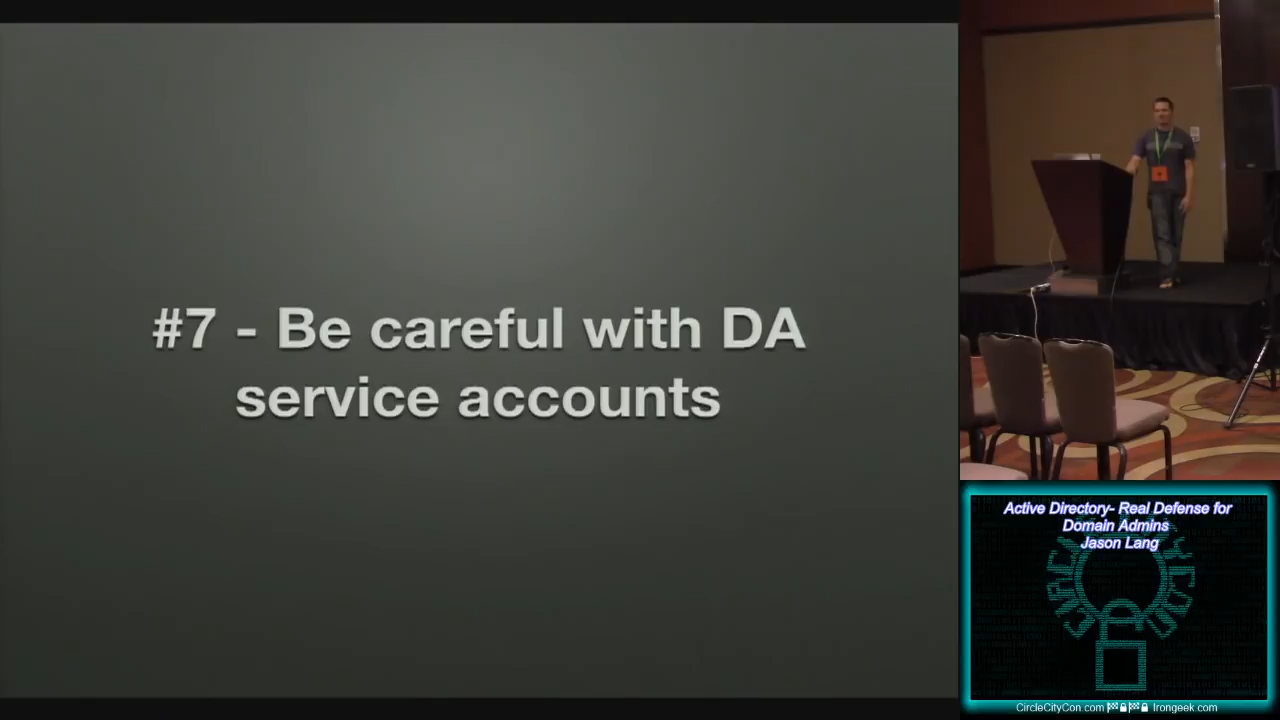 #7 - Be careful with DA
service accounts
Active Directory- Real Defense for
Domain Admins
Jason Lang
CircleCityCon.com Irongeek.com